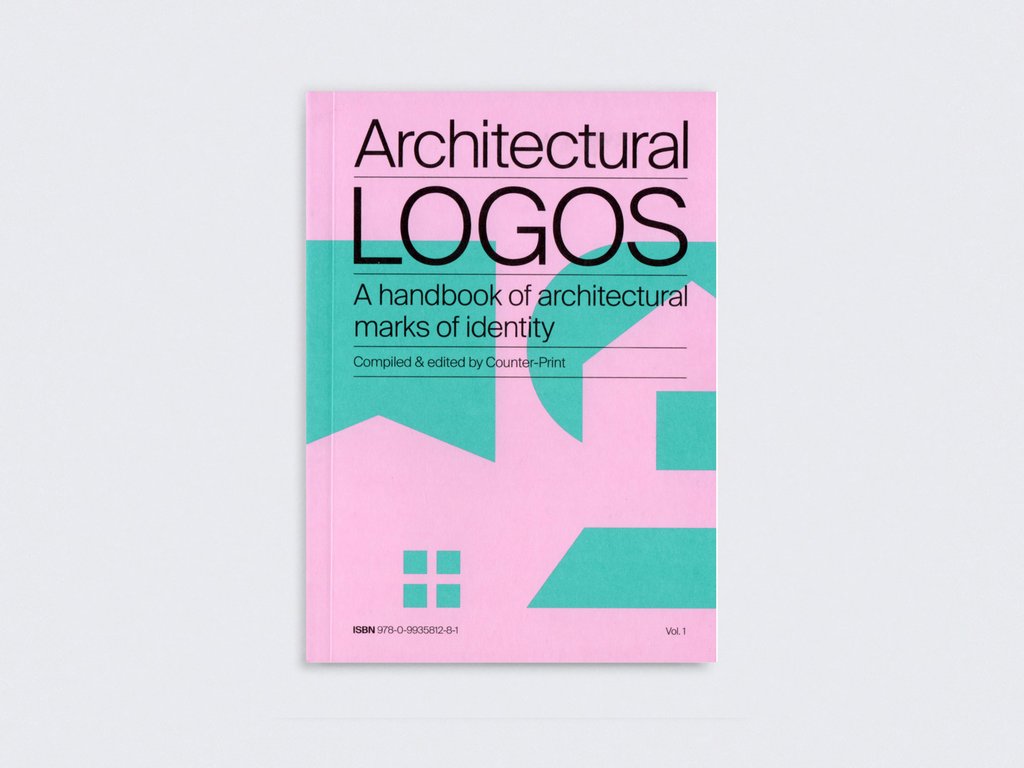 Architectural
LOGOS
A handbook of architectural
marks of identity
Compiled & edited by Counter-Print
ISBN 978-0-9935812-8-1
Vol. 1